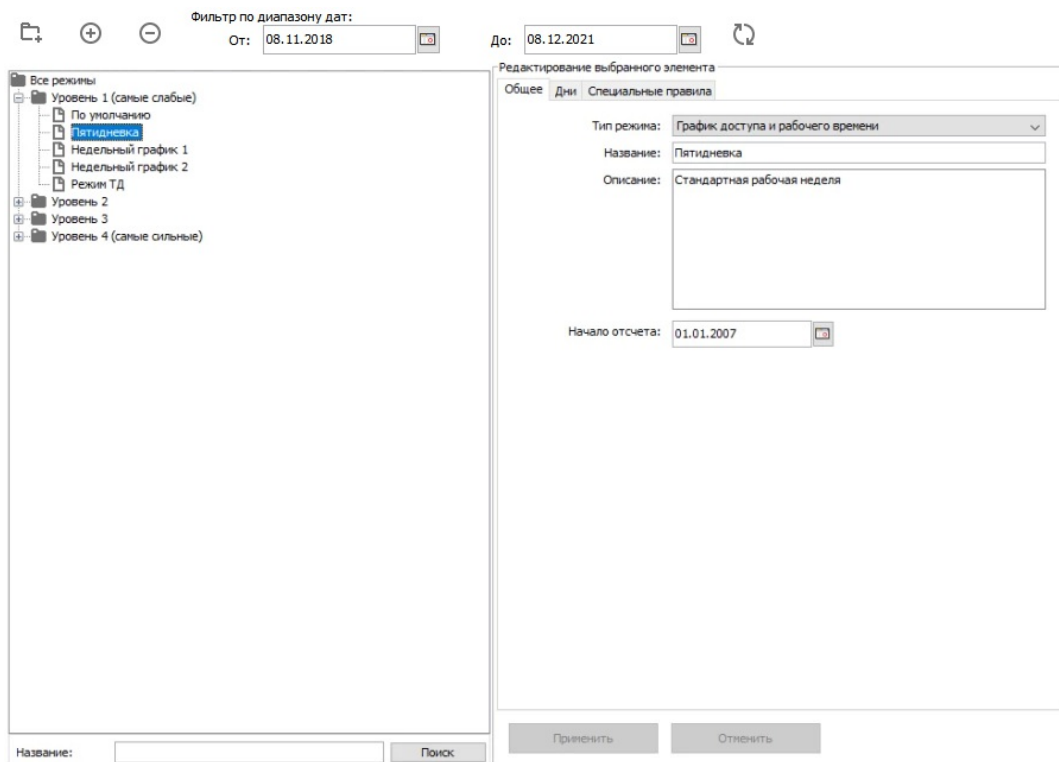 Фильтр по диапазону дат:
От: 08.11.2018
До: 08.12.2021
Все режимы
Уровень 1 (самые слабые)
По умолчанию
Пятидневка
Недельный график 1
Недельный график 2
Режим ТД
Уровень 2
Уровень 3
Уровень 4 (самые сильные)
Название:
Поиск
Редактирование выбранного элемента
Общее Дни Специальные правила
Тип режима: График доступа и рабочего времени
Название: Пятидневка
Описание: Стандартная рабочая неделя
Начало отсчета: 01.01.2007
Применить Отменить